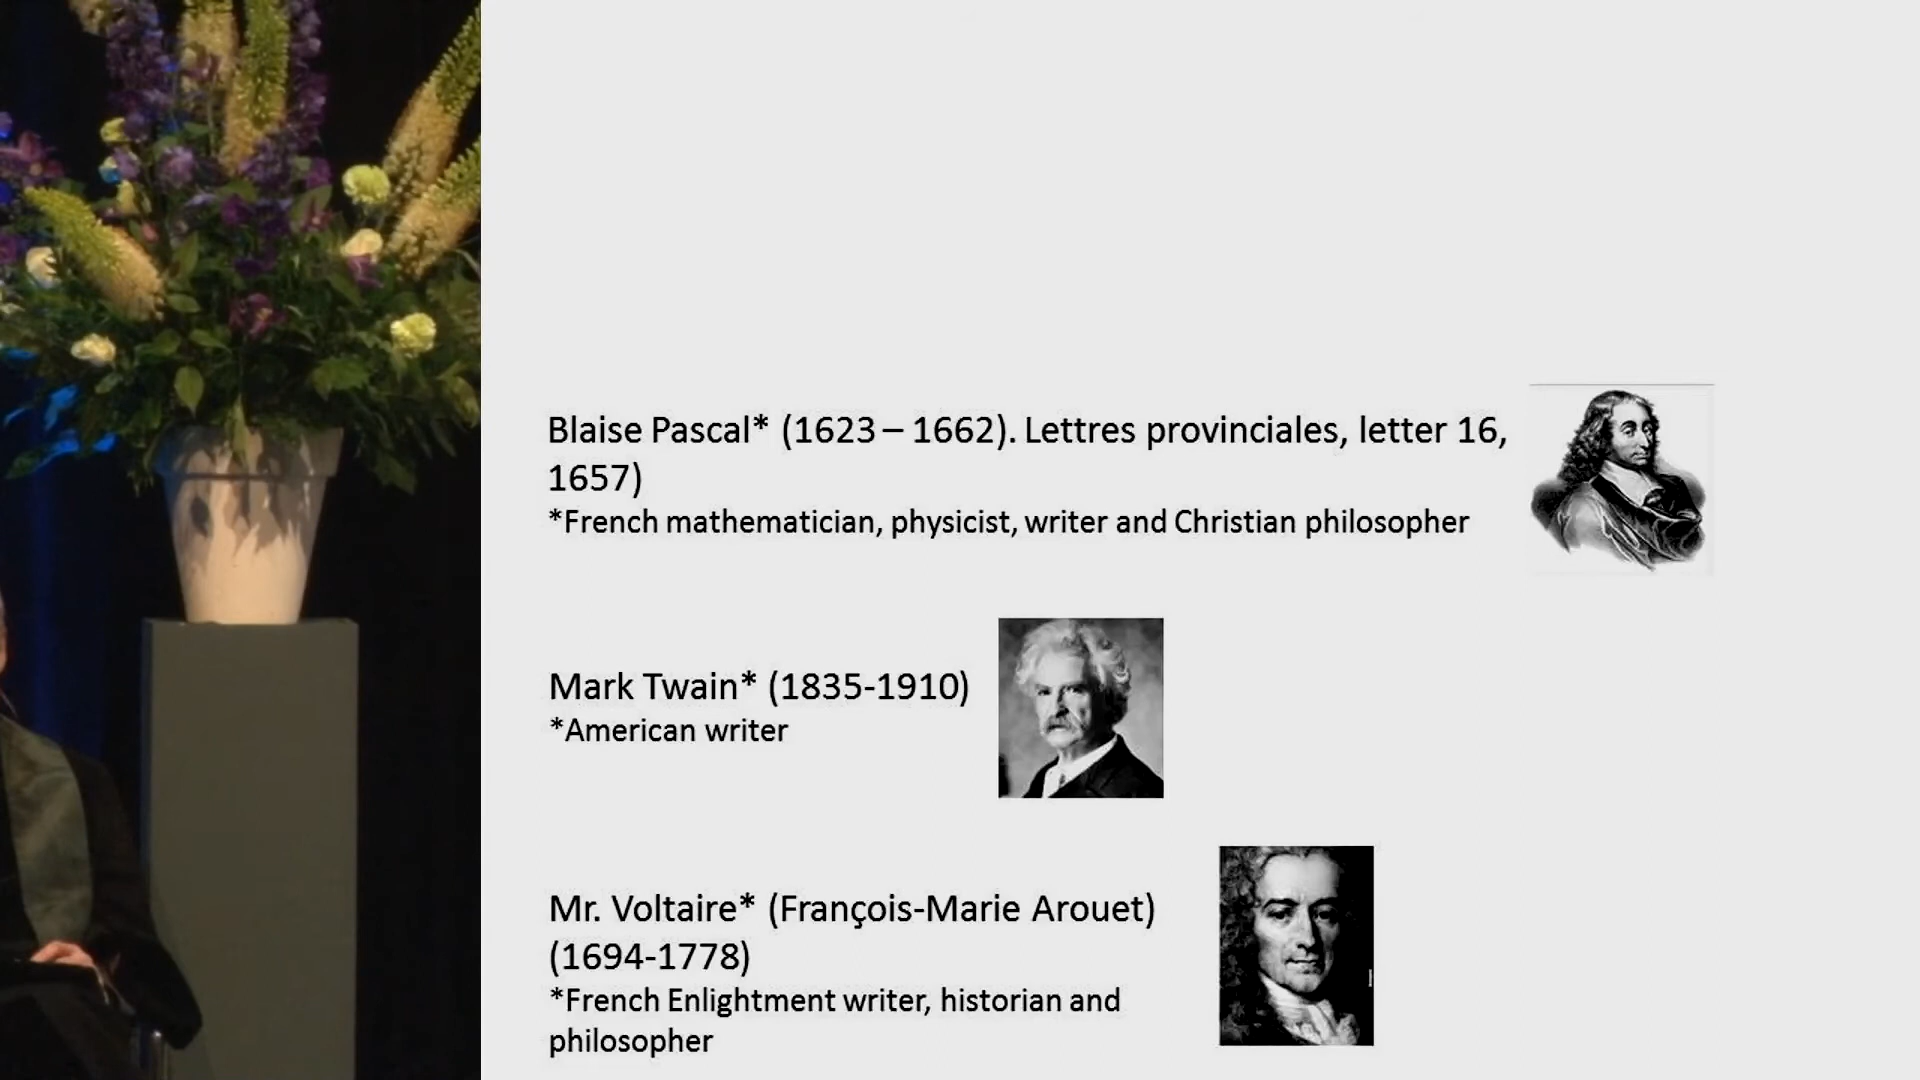 Blaise Pascal* (1623 – 1662). Lettres provinciales, letter 16,
1657)
*French mathematician, physicist, writer and Christian philosopher
Mark Twain* (1835-1910)
*American writer
Mr. Voltaire* (François-Marie Arouet)
(1694-1778)
*French Enlightment writer, historian and
philosopher